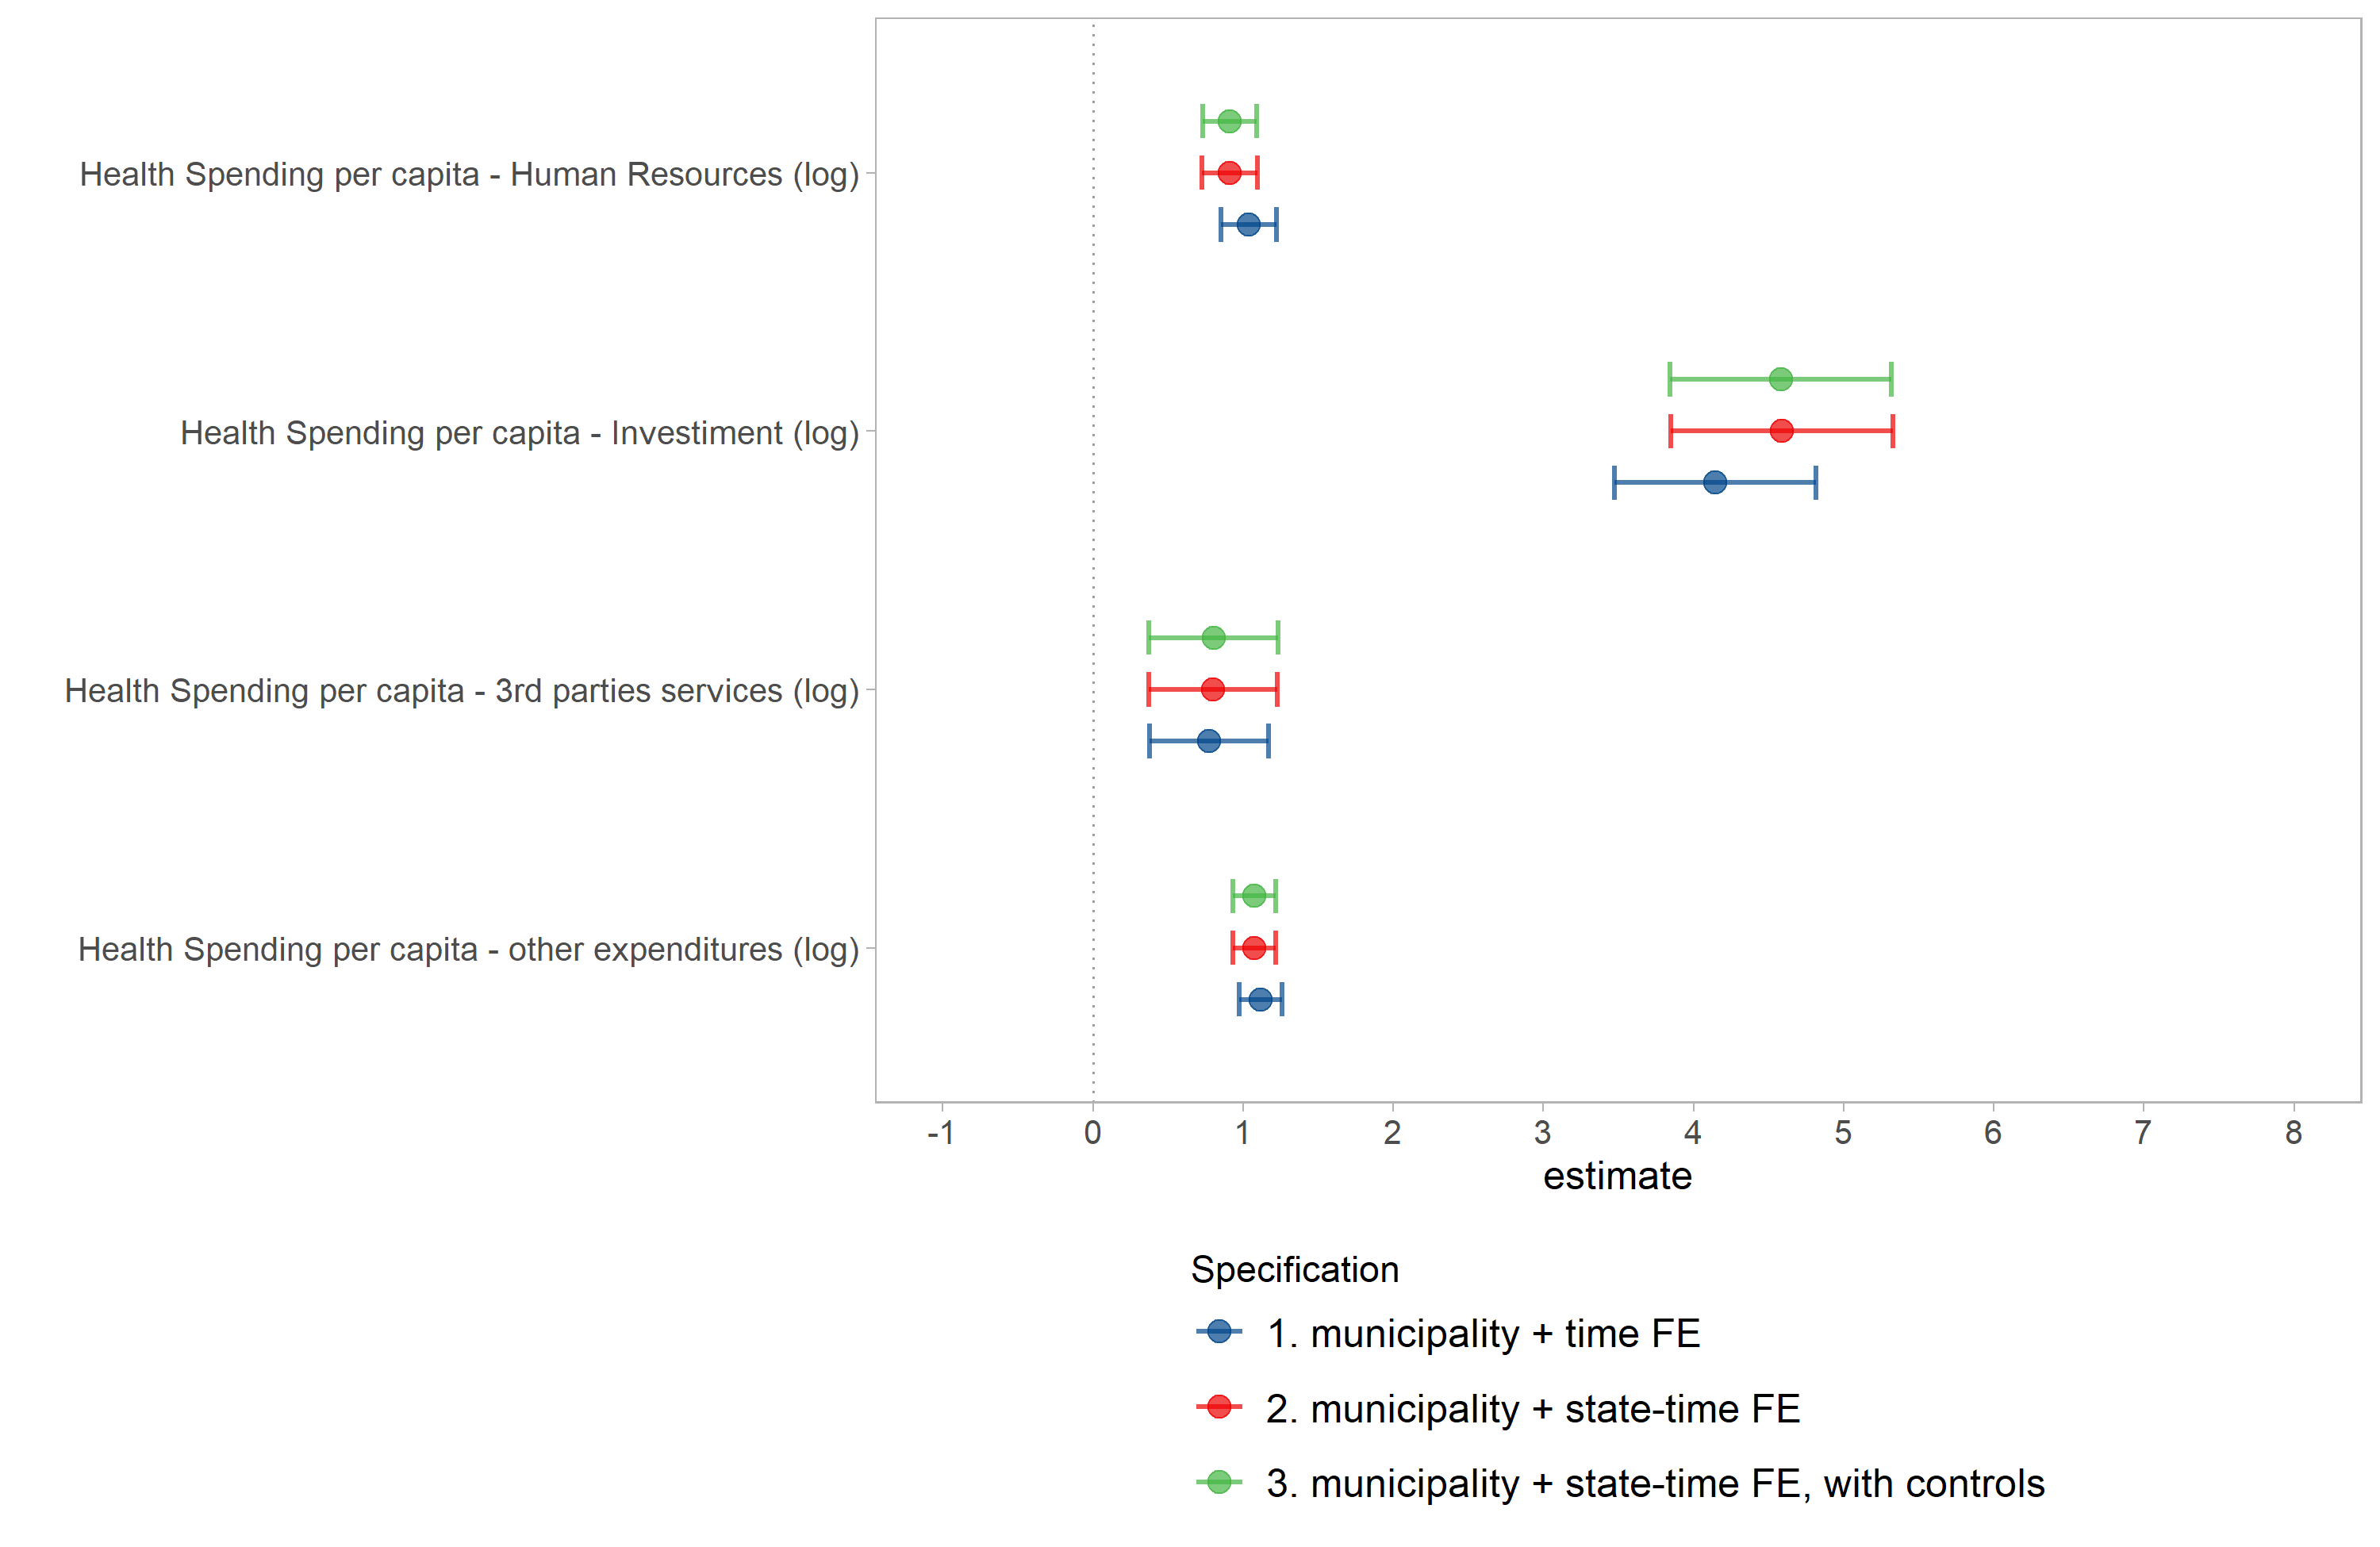 Health Spending per capita - Human Resources (log)
Health Spending per capita - Investiment (log)
Health Spending per capita - 3rd parties services (log)
Health Spending per capita - other expenditures (log)
-1 0 1 2 3 4 5 6 7 8
estimate
Specification
1. municipality + time FE
2. municipality + state-time FE
3. municipality + state-time FE, with controls